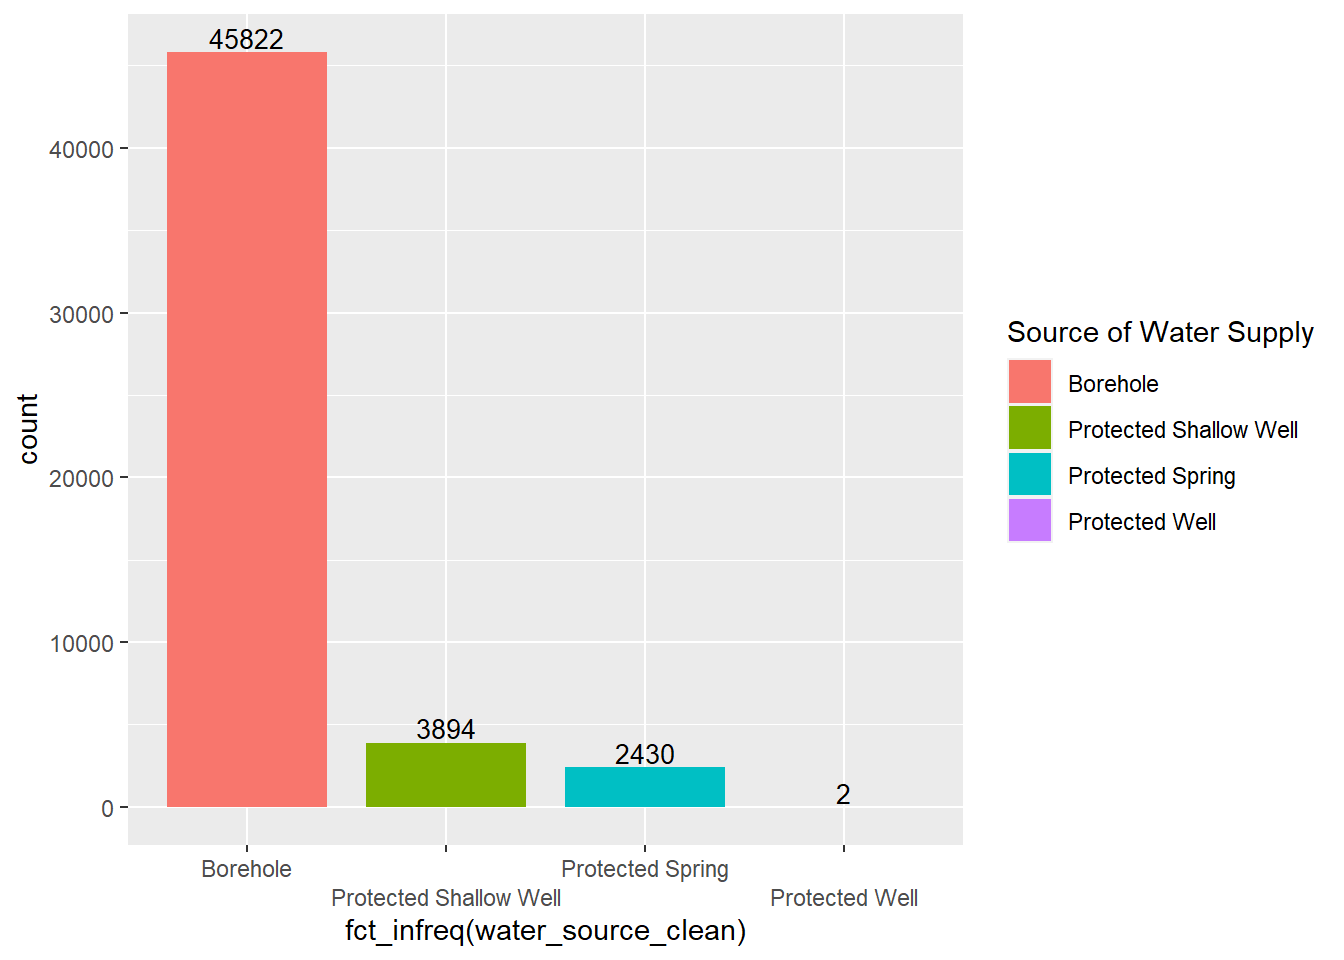 45822
40000
30000
20000
10000
0
count
3894
2430
2
Borehole
Protected Shallow Well
Protected Spring
Protected Well
fct_infreq(water_source_clean)
Source of Water Supply
Borehole
Protected Shallow Well
Protected Spring
Protected Well